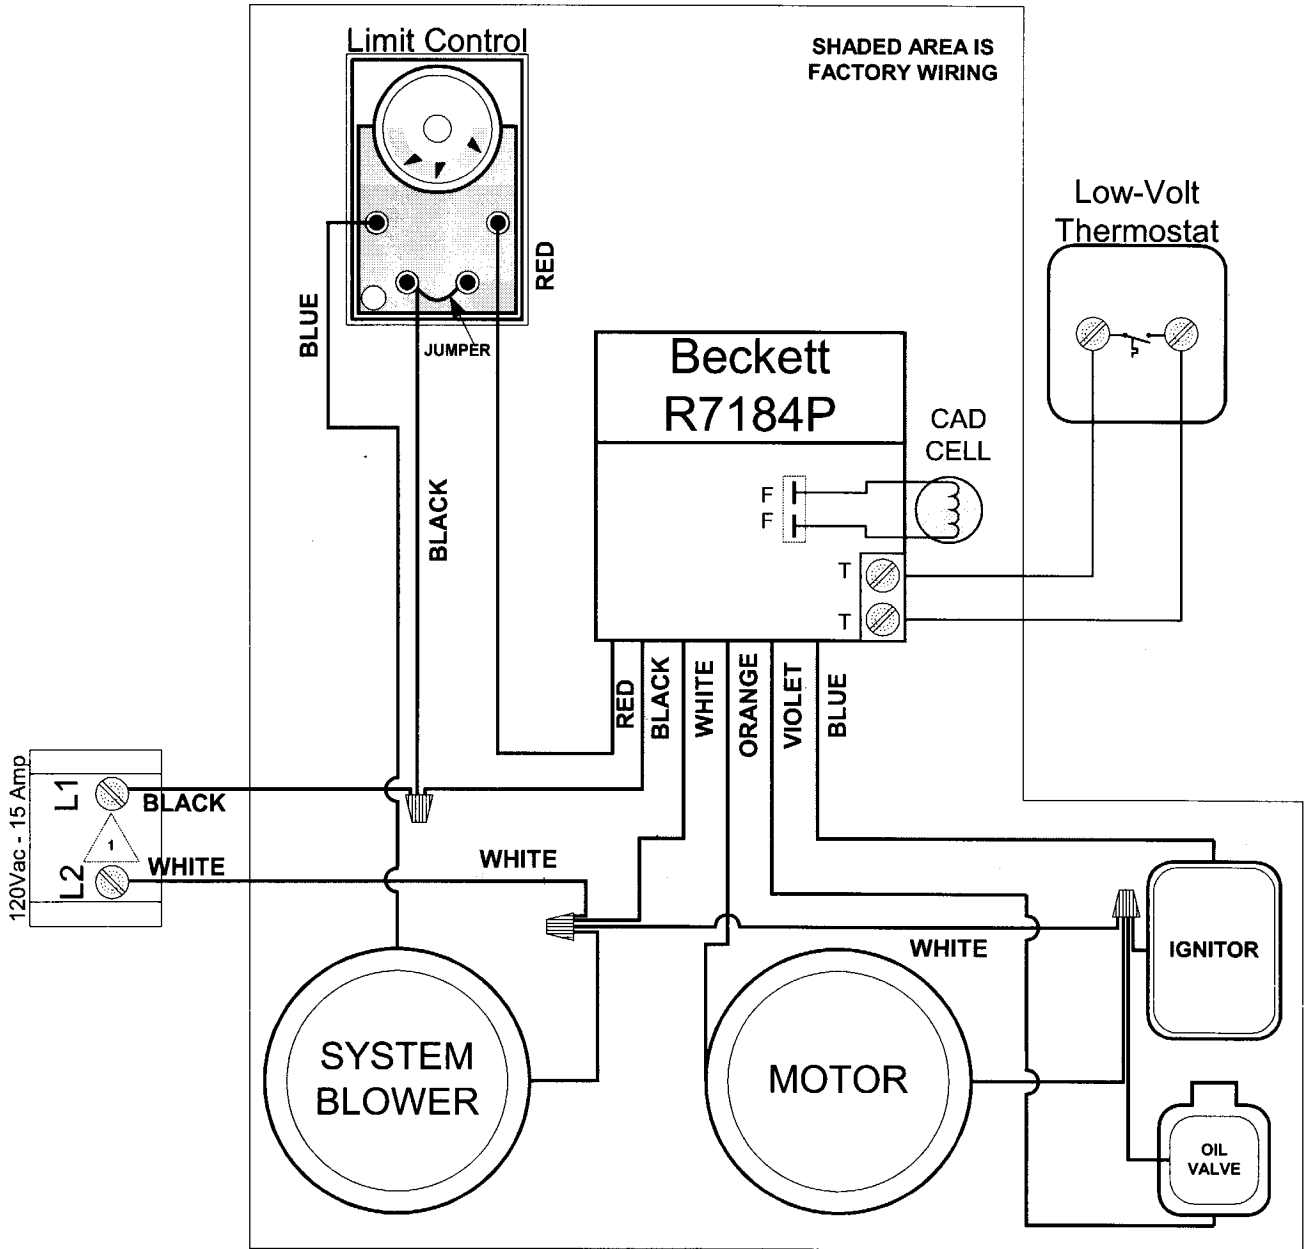 Limit Control
SHADED AREA IS
FACTORY WIRING
Low-Volt
Thermostat
RED
BLUE
JUMPER
Beckett
R7184P
CAD
CELL
BLACK
F
F
T
T
RED
BLACK
WHITE
ORANGE
VIOLET
BLUE
120Vac - 15 Amp
L1
BLACK
1
L2
WHITE
WHITE
WHITE
IGNITOR
SYSTEM
BLOWER
MOTOR
OIL
VALVE